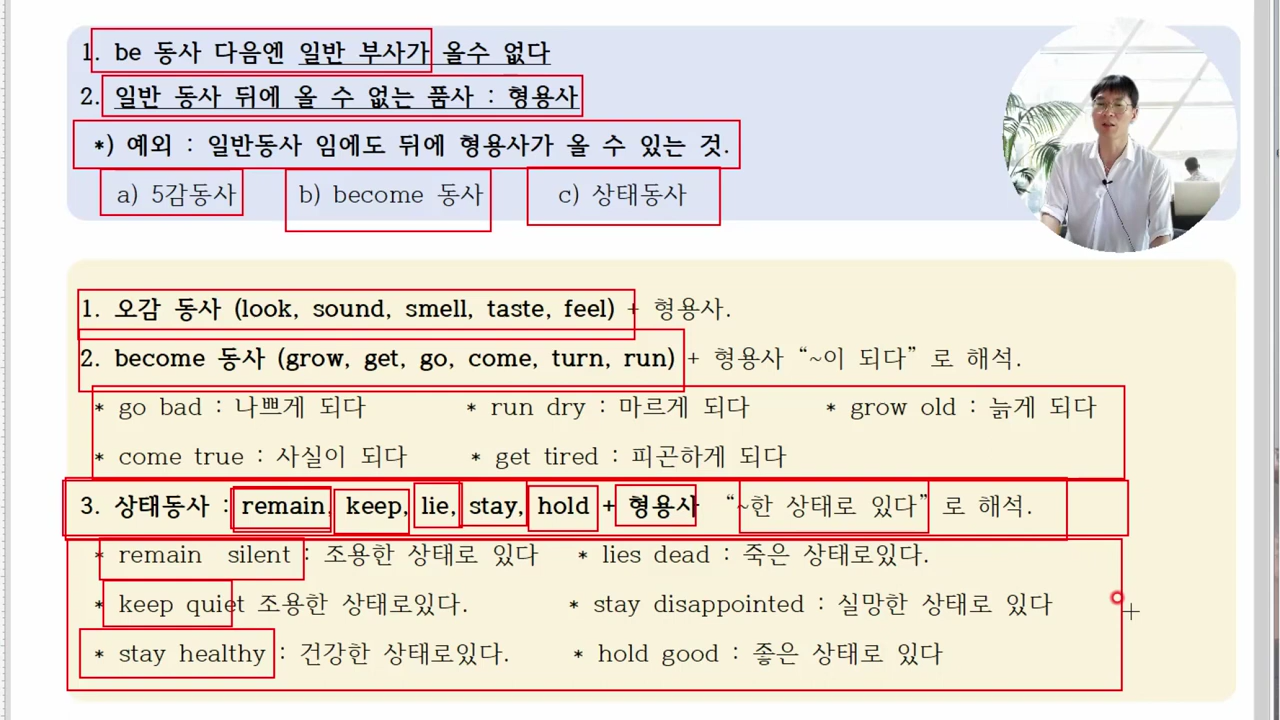 1. be 동사 다음엔 일반 부사가 올수 없다
2. 일반 동사 뒤에 올 수 없는 품사 : 형용사
*) 예외 : 일반동사 임에도 뒤에 형용사가 올 수 있는 것.
a) 5감동사 b) become 동사 c) 상태동사
1. 오감 동사 (look, sound, smell, taste, feel) + 형용사.
2. become 동사 (grow, get, go, come, turn, run) + 형용사 “~이 되다” 로 해석.
* go bad : 나쁘게 되다 * run dry : 마르게 되다 * grow old : 늙게 되다
* come true : 사실이 되다 * get tired : 피곤하게 되다
3. 상태동사 : remain, keep, lie, stay, hold + 형용사 “~한 상태로 있다” 로 해석.
* remain silent : 조용한 상태로 있다 * lies dead : 죽은 상태로있다.
* keep quiet 조용한 상태로있다. * stay disappointed : 실망한 상태로 있다
* stay healthy : 건강한 상태로있다. * hold good : 좋은 상태로 있다